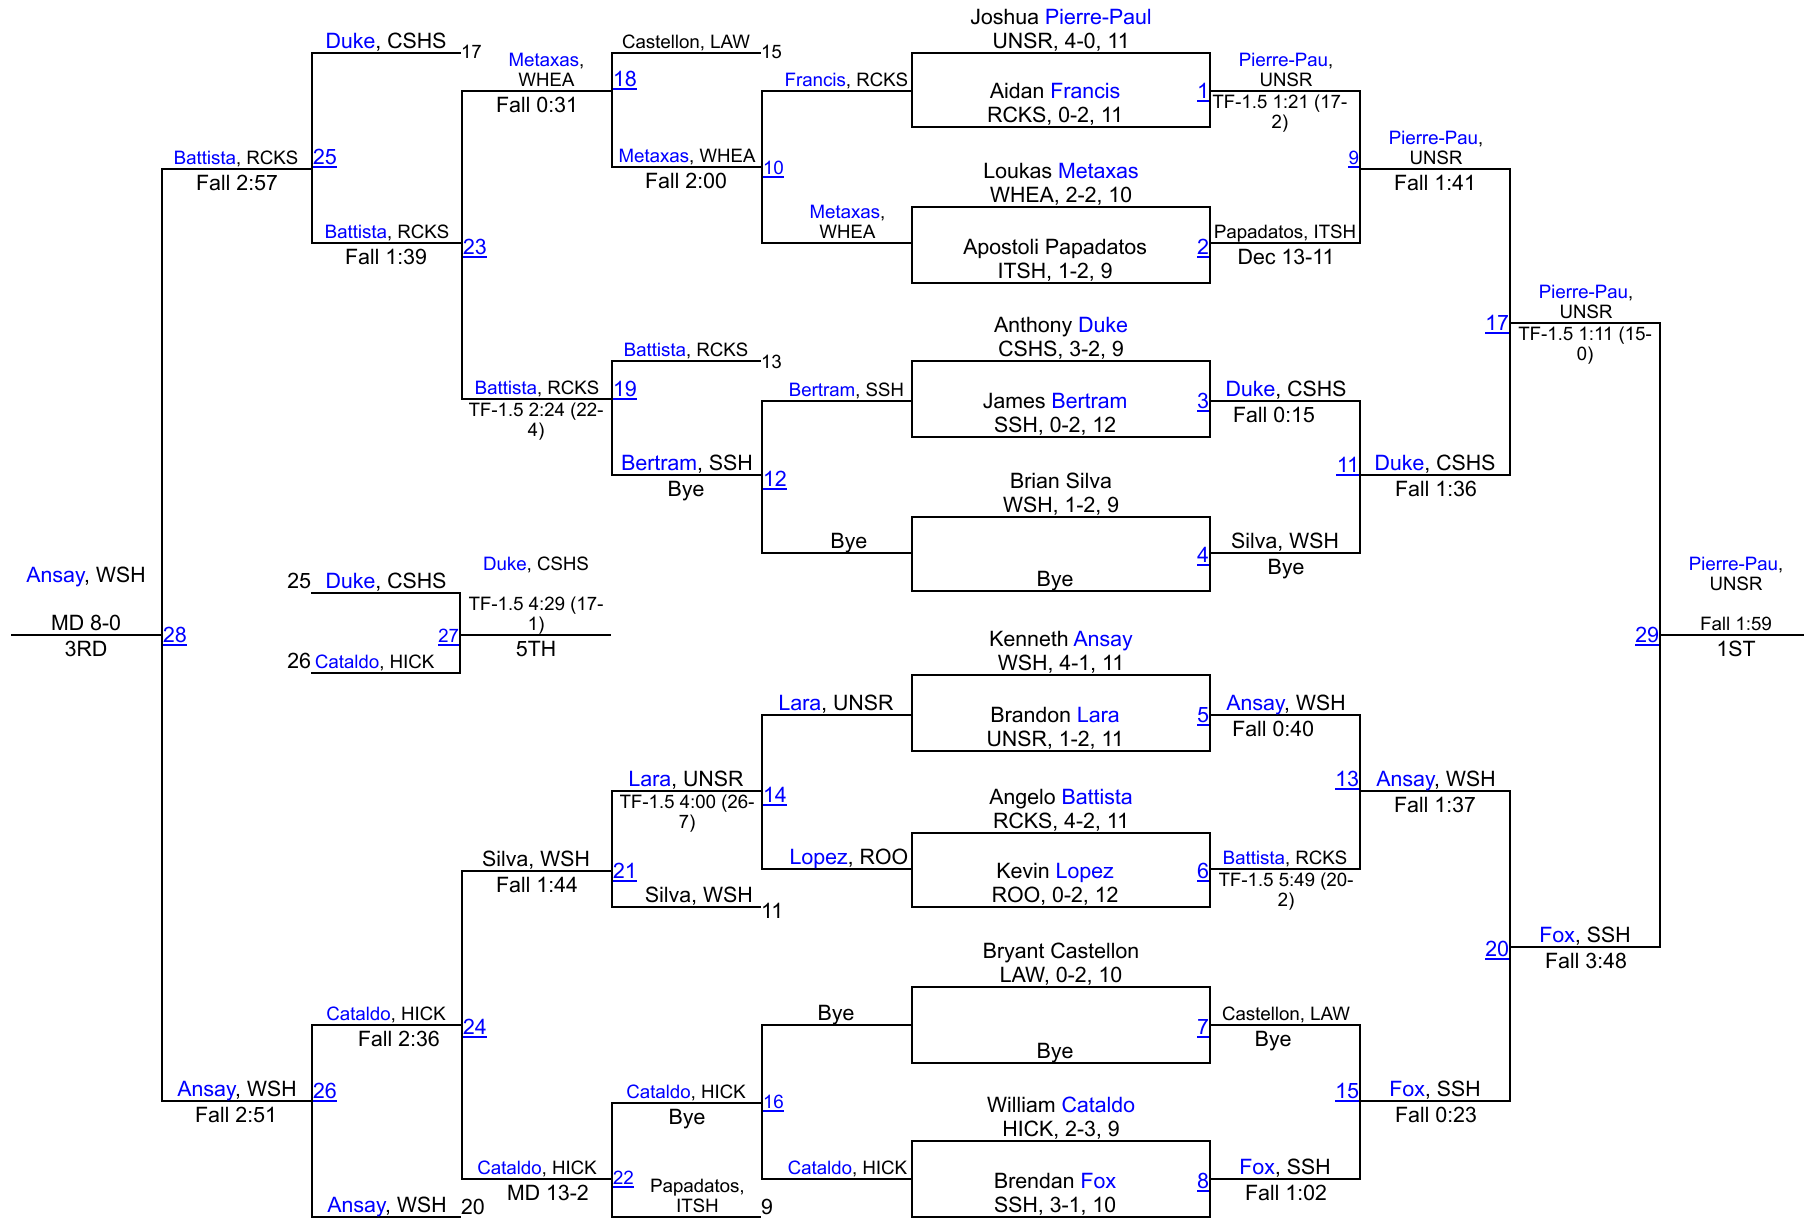 Joshua Pierre-Paul
UNSR, 4-0, 11
Duke, CSHS
17
Metaxas,
WHEA
Fall 0:31
Castellon, LAW
15
18
Francis, RCKS
Aidan Francis
RCKS, 0-2, 11
1
Pierre-Pau,
UNSR
TF-1.5 1:21 (17-
2)
Battista, RCKS
Fall 2:57
25
Metaxas, WHEA
Fall 2:00
10
Loukas Metaxas
WHEA, 2-2, 10
9
Pierre-Pau,
UNSR
Fall 1:41
Battista, RCKS
Fall 1:39
23
Metaxas,
WHEA
Apostoli Papadatos
ITSH, 1-2, 9
2
Papadatos, ITSH
Dec 13-11
Pierre-Pau,
UNSR
TF-1.5 1:11 (15-
0)
17
Anthony Duke
CSHS, 3-2, 9
Battista, RCKS
13
Battista, RCKS
TF-1.5 2:24 (22-
4)
19
Bertram, SSH
James Bertram
SSH, 0-2, 12
3
Duke, CSHS
Fall 0:15
Bertram, SSH
Bye
12
Brian Silva
WSH, 1-2, 9
11
Duke, CSHS
Fall 1:36
Bye
4
Silva, WSH
Bye
Bye
Ansay, WSH
MD 8-0
3RD
28
25
Duke, CSHS
26
Cataldo, HICK
27
Duke, CSHS
TF-1.5 4:29 (17-
1)
5TH
Pierre-Pau,
UNSR
Fall 1:59
1ST
29
Kenneth Ansay
WSH, 4-1, 11
Lara, UNSR
Brandon Lara
UNSR, 1-2, 11
5
Ansay, WSH
Fall 0:40
Lara, UNSR
TF-1.5 4:00 (26-
7)
14
Angelo Battista
RCKS, 4-2, 11
13
Ansay, WSH
Fall 1:37
Silva, WSH
Fall 1:44
21
Lopez, ROO
Kevin Lopez
ROO, 0-2, 12
6
Battista, RCKS
TF-1.5 5:49 (20-
2)
Silva, WSH
11
Bryant Castellon
LAW, 0-2, 10
20
Fox, SSH
Fall 3:48
Cataldo, HICK
Fall 2:36
24
Bye
7
Castellon, LAW
Bye
Bye
Ansay, WSH
Fall 2:51
26
Cataldo, HICK
Bye
16
William Cataldo
HICK, 2-3, 9
15
Fox, SSH
Fall 0:23
Cataldo, HICK
MD 13-2
22
Cataldo, HICK
Brendan Fox
SSH, 3-1, 10
8
Fox, SSH
Fall 1:02
Ansay, WSH
20
Papadatos,
ITSH
9